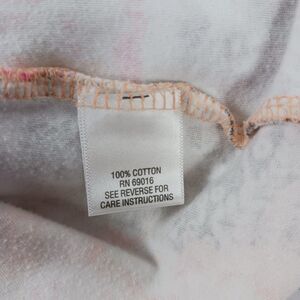 100% COTTON
RN 69016
SEE REVERSE FOR
CARE INSTRUCTIONS